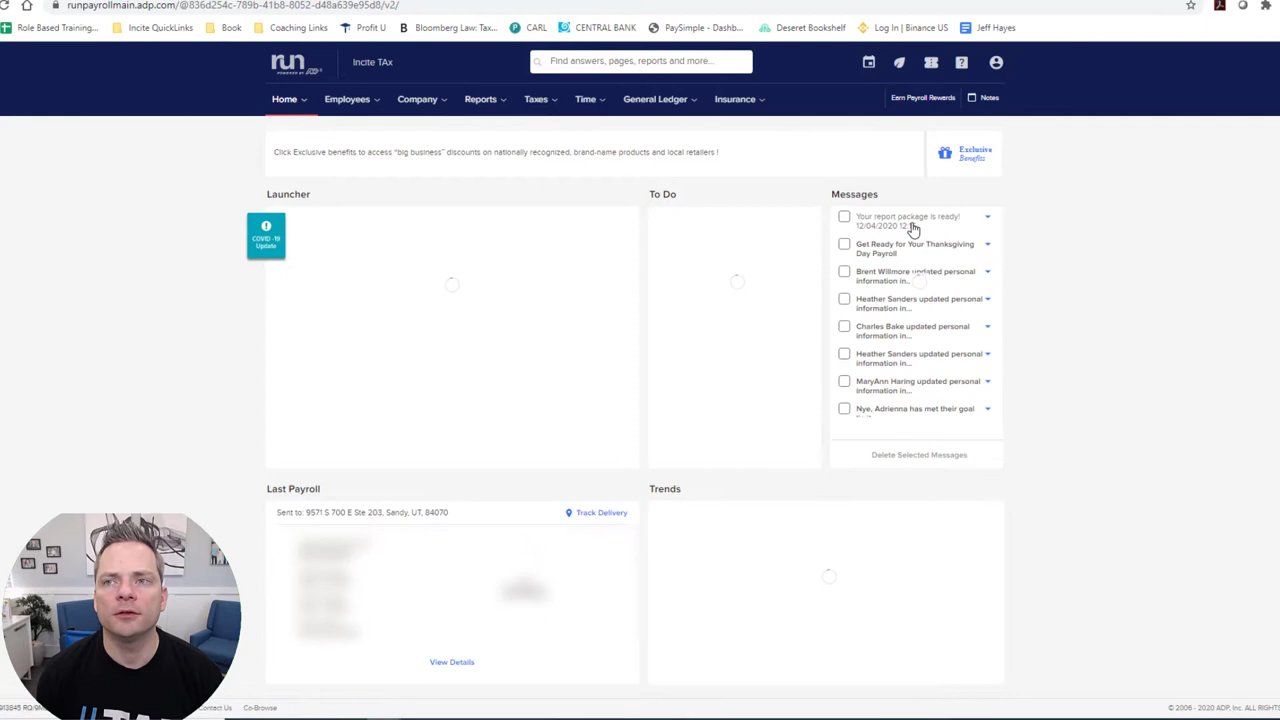 runpayrollmain.adp.com/@836d254c-789b-41b8-8052-d48a639e95d8/v2/
Role Based Training...
Incite QuickLinks
Book
Coaching Links
Profit U
Bloomberg Law: Tax...
CARL
CENTRAL BANK
PaySimple - Dashb...
Deseret Bookshelf
Log In | Binance US
Jeff Hayes
run
POWERED BY ADP
Incite TAx
Find answers, pages, reports and more...
Home
Employees
Company
Reports
Taxes
Time
General Ledger
Insurance
Earn Payroll Rewards
Notes
Click Exclusive benefits to access “big business” discounts on nationally recognized, brand-name products and local retailers !
Exclusive
Benefits
Launcher
To Do
Messages
COVID -19
Update
Your report package is ready!
12/04/2020 12:
Get Ready for Your Thanksgiving
Day Payroll
Brent Willmore updated personal
information in...
Heather Sanders updated personal
information in...
Charles Bake updated personal
information in...
Heather Sanders updated personal
information in...
MaryAnn Haring updated personal
information in...
Nye, Adrienna has met their goal
Delete Selected Messages
Last Payroll
Trends
Sent to: 9571 S 700 E Ste 203, Sandy, UT, 84070
Track Delivery
View Details
Contact Us
Co-Browse
© 2006 - 2020 ADP, Inc. ALL RIGHTS